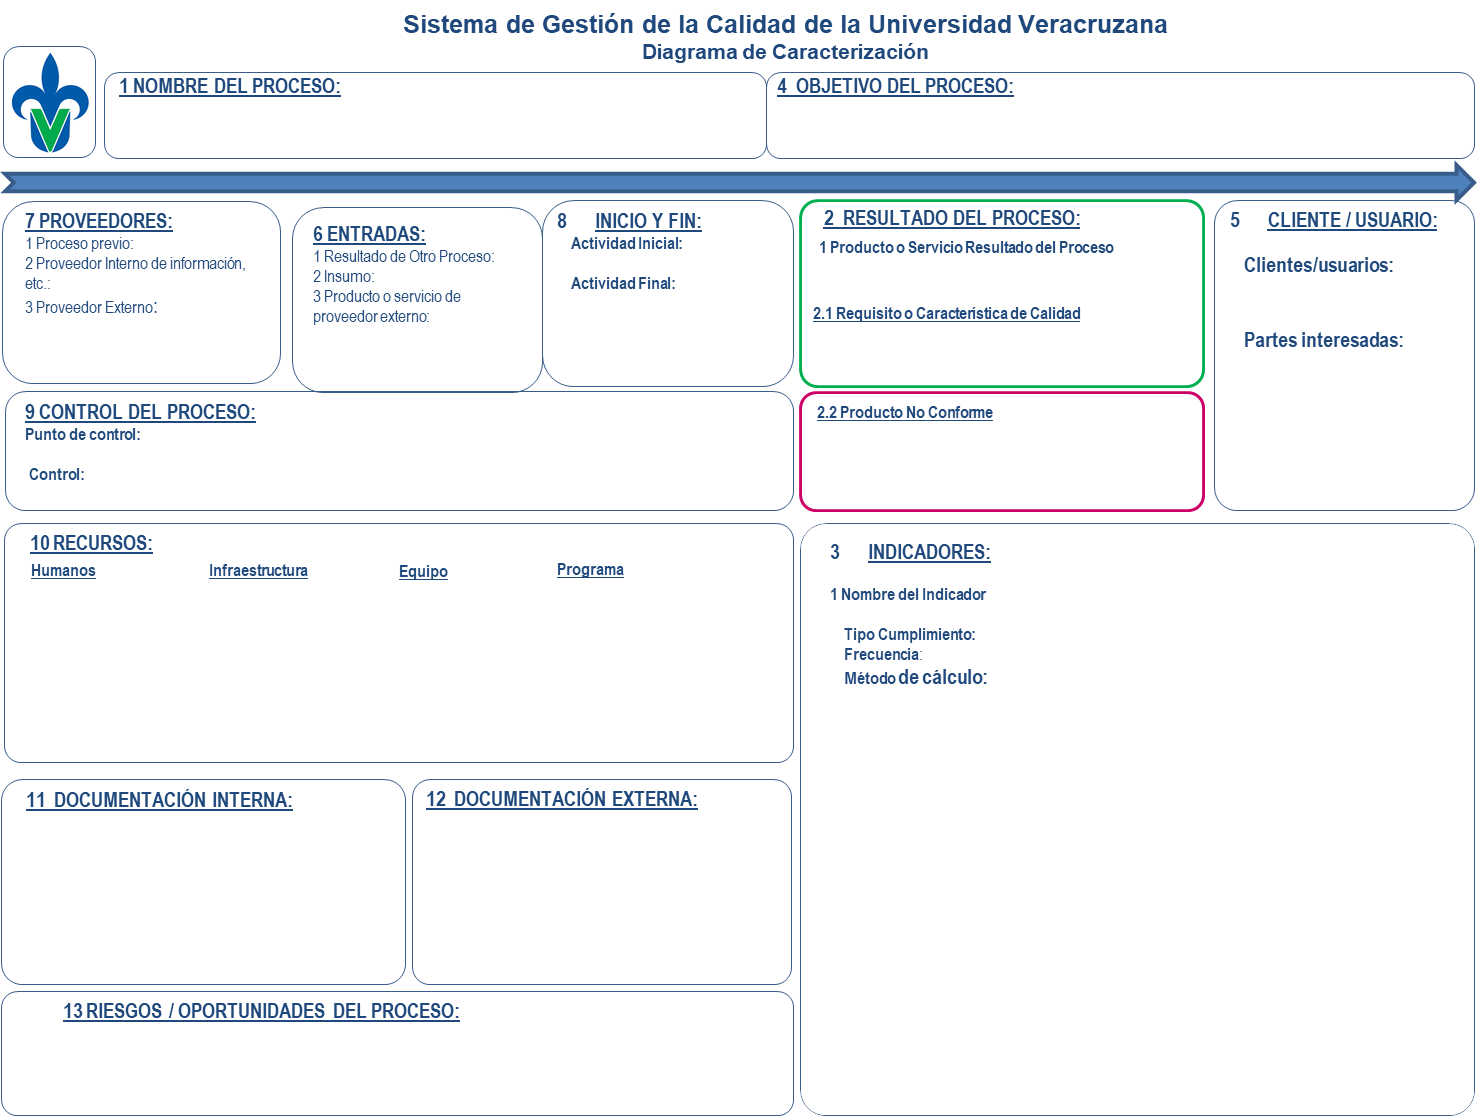 Sistema de Gestión de la Calidad de la Universidad Veracruzana
Diagrama de Caracterización
1 NOMBRE DEL PROCESO:
4 OBJETIVO DEL PROCESO:
7 PROVEEDORES:
1 Proceso previo:
2 Proveedor Interno de información,
etc.:
3 Proveedor Externo:
6 ENTRADAS:
1 Resultado de Otro Proceso:
2 Insumo:
3 Producto o servicio de
proveedor externo:
8 INICIO Y FIN:
Actividad Inicial:
Actividad Final:
2 RESULTADO DEL PROCESO:
1 Producto o Servicio Resultado del Proceso
2.1 Requisito o Característica de Calidad
5 CLIENTE / USUARIO:
Clientes/usuarios:
Partes interesadas:
9 CONTROL DEL PROCESO:
Punto de control:
Control:
2.2 Producto No Conforme
10 RECURSOS:
Humanos Infraestructura Equipo Programa
3 INDICADORES:
1 Nombre del Indicador
Tipo Cumplimiento:
Frecuencia:
Método de cálculo:
11 DOCUMENTACIÓN INTERNA:
12 DOCUMENTACIÓN EXTERNA:
13 RIESGOS / OPORTUNIDADES DEL PROCESO: